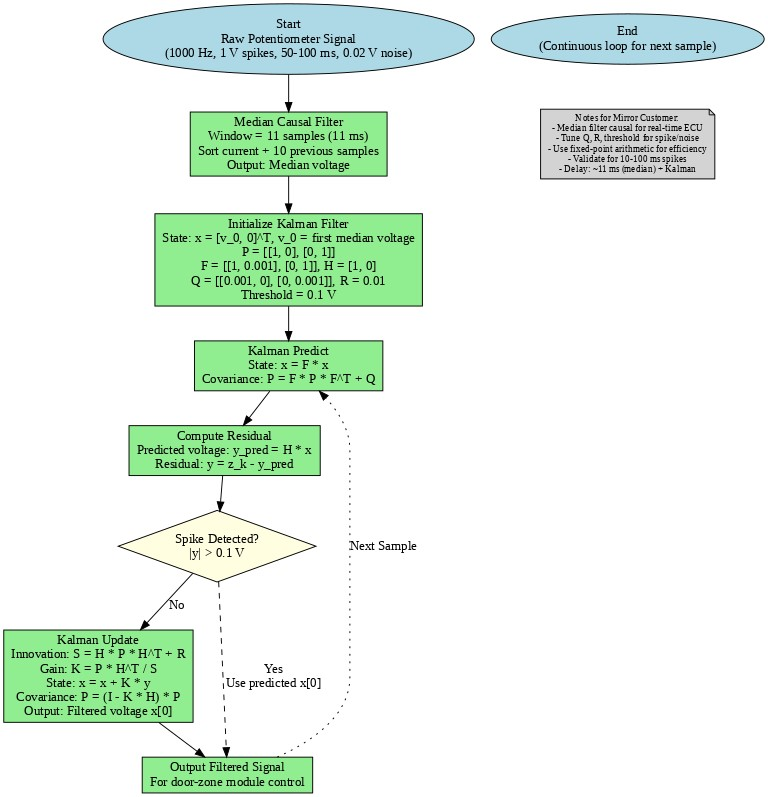 Start
Raw Potentiometer Signal
(1000 Hz, 1 V spikes, 50-100 ms, 0.02 V noise)
End
(Continuous loop for next sample)
Median Causal Filter
Window = 11 samples (11 ms)
Sort current + 10 previous samples
Output: Median voltage
Notes for Mirror Customer:
- Median filter causal for real-time ECU
- Tune Q, R, threshold for spike/noise
- Use fixed-point arithmetic for efficiency
- Validate for 10-100 ms spikes
- Delay: ~11 ms (median) + Kalman
Initialize Kalman Filter
State: x = [v_0, 0]^T, v_0 = first median voltage
P = [[1, 0], [0, 1]]
F = [[1, 0.001], [0, 1]], H = [1, 0]
Q = [[0.001, 0], [0, 0.001]], R = 0.01
Threshold = 0.1 V
Kalman Predict
State: x = F * x
Covariance: P = F * P * F^T + Q
Compute Residual
Predicted voltage: y_pred = H * x
Residual: y = z_k - y_pred
Spike Detected?
|y| > 0.1 V
Next Sample
No
Kalman Update
Innovation: S = H * P * H^T + R
Gain: K = P * H^T / S
State: x = x + K * y
Covariance: P = (I - K * H) * P
Output: Filtered voltage x[0]
Yes
Use predicted x[0]
Output Filtered Signal
For door-zone module control